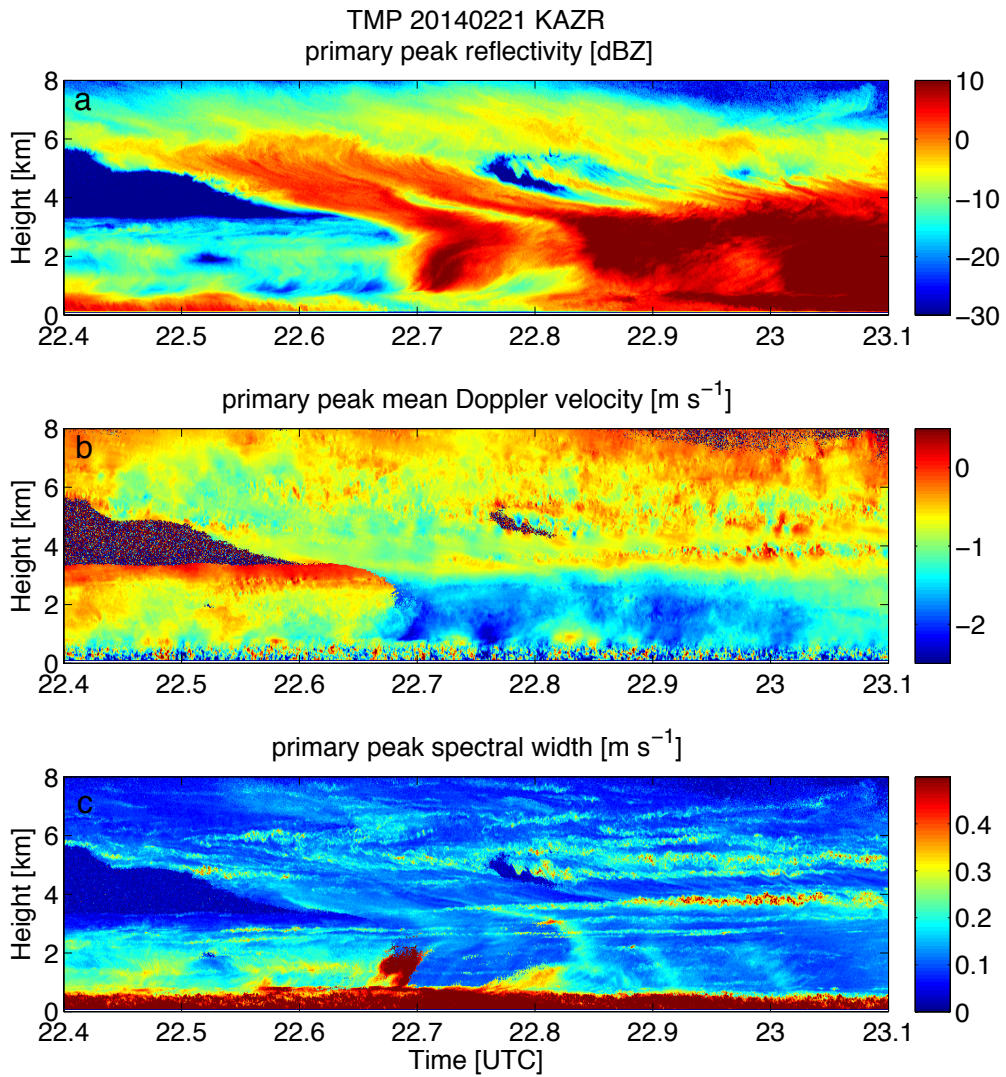 TMP 20140221 KAZR
primary peak reflectivity [dBZ]
a
8
6
4
2
0
Height [km]
22.4 22.5 22.6 22.7 22.8 22.9 23 23.1
10
0
−10
−20
−30
primary peak mean Doppler velocity [m s−1]
b
8
6
4
2
0
Height [km]
22.4 22.5 22.6 22.7 22.8 22.9 23 23.1
0
−1
−2
primary peak spectral width [m s−1]
c
8
6
4
2
0
Height [km]
22.4 22.5 22.6 22.7 22.8 22.9 23 23.1
Time [UTC]
0.4
0.3
0.2
0.1
0